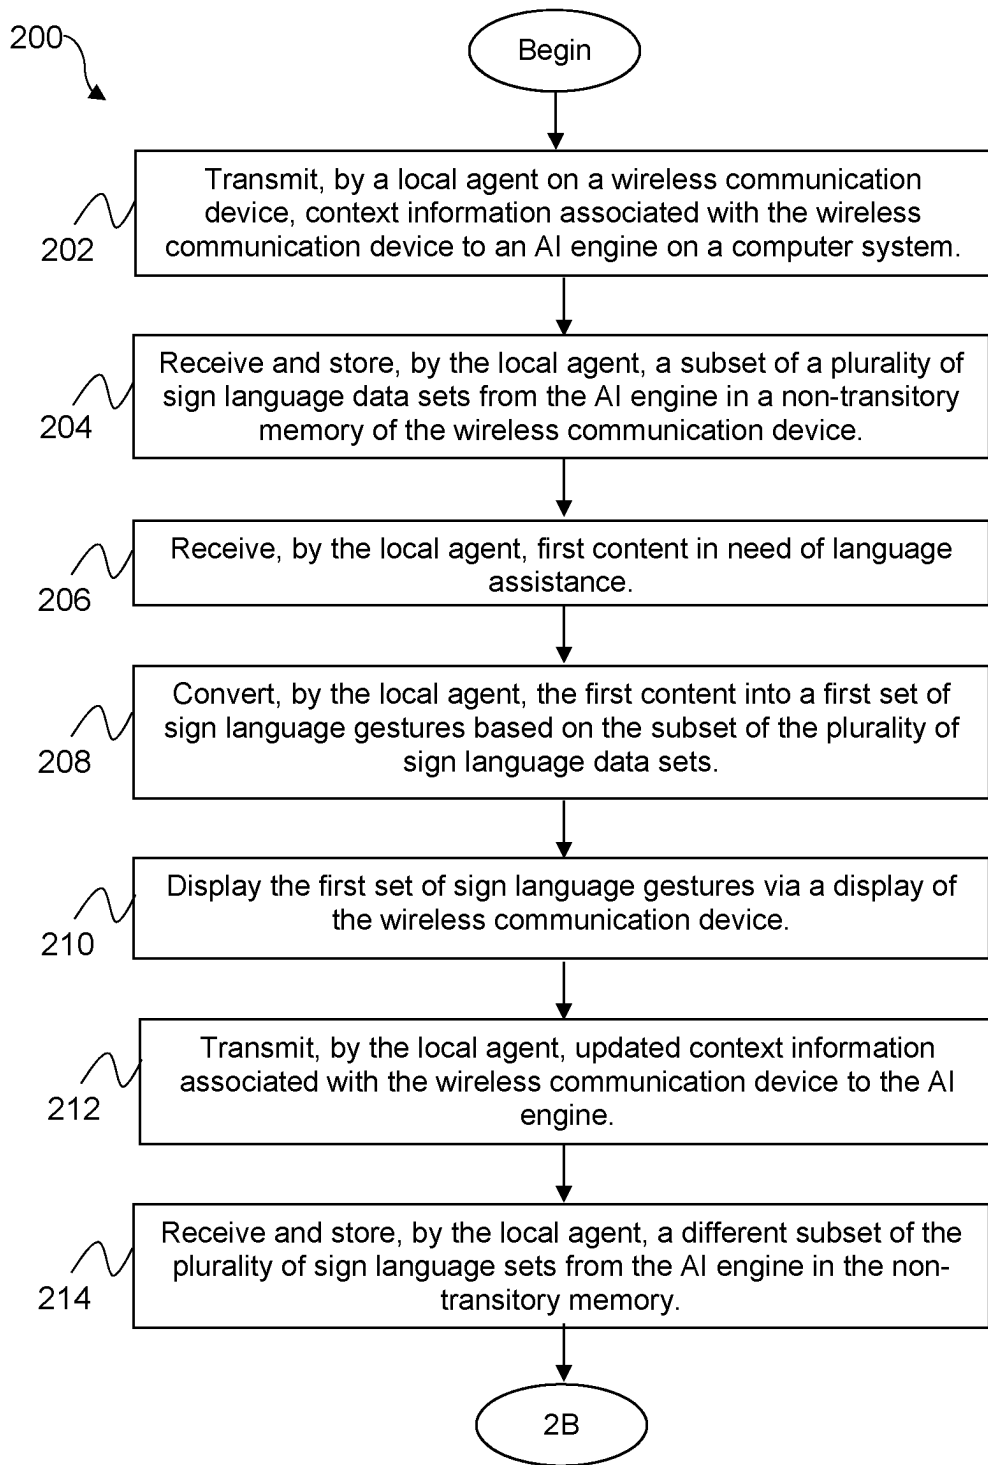 200
Begin
Transmit, by a local agent on a wireless communication
device, context information associated with the wireless
communication device to an AI engine on a computer system.
202
Receive and store, by the local agent, a subset of a plurality of
sign language data sets from the AI engine in a non-transitory
memory of the wireless communication device.
204
Receive, by the local agent, first content in need of language
assistance.
206
Convert, by the local agent, the first content into a first set of
sign language gestures based on the subset of the plurality of
sign language data sets.
208
Display the first set of sign language gestures via a display of
the wireless communication device.
210
Transmit, by the local agent, updated context information
associated with the wireless communication device to the AI
engine.
212
Receive and store, by the local agent, a different subset of the
plurality of sign language sets from the AI engine in the non-
transitory memory.
214
2B